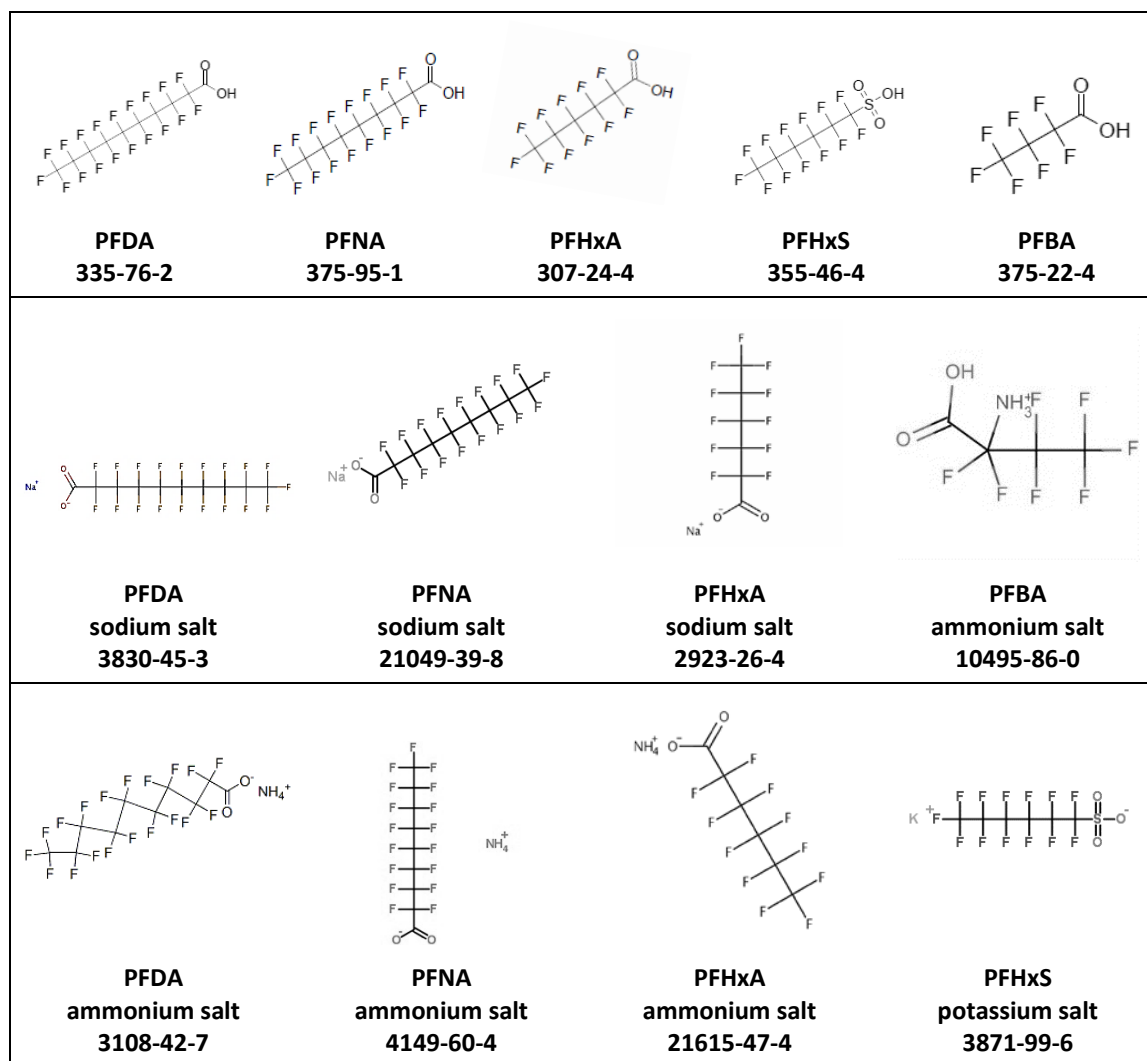 PFDA
335-76-2
PFNA
375-95-1
PFHxA
307-24-4
PFHxS
355-46-4
PFBA
375-22-4
PFDA
sodium salt
3830-45-3
PFNA
sodium salt
21049-39-8
PFHxA
sodium salt
2923-26-4
PFBA
ammonium salt
10495-86-0
PFDA
ammonium salt
3108-42-7
PFNA
ammonium salt
4149-60-4
PFHxA
ammonium salt
21615-47-4
PFHxS
potassium salt
3871-99-6